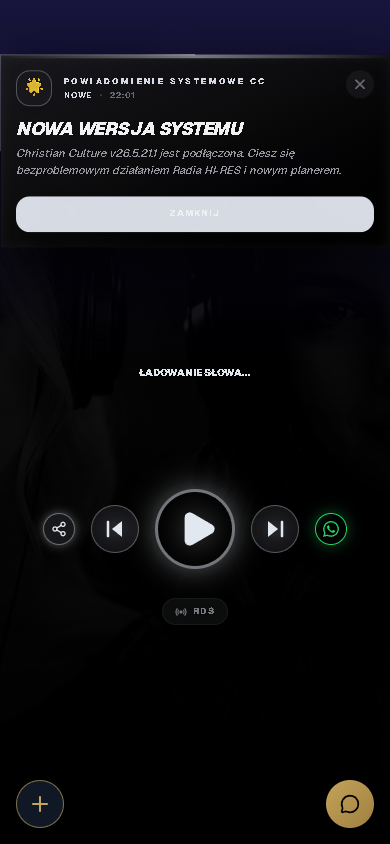 POWIADOMIENIE SYSTEMOWE CC
NOWE · 22:01
NOWA WERSJA SYSTEMU
Christian Culture v26.5.21.1 jest podłączona. Ciesz się
bezproblemowym działaniem Radia HI-RES i nowym planerem.
ZAMKNIJ
ŁADOWANIE SŁOWA...
RDS